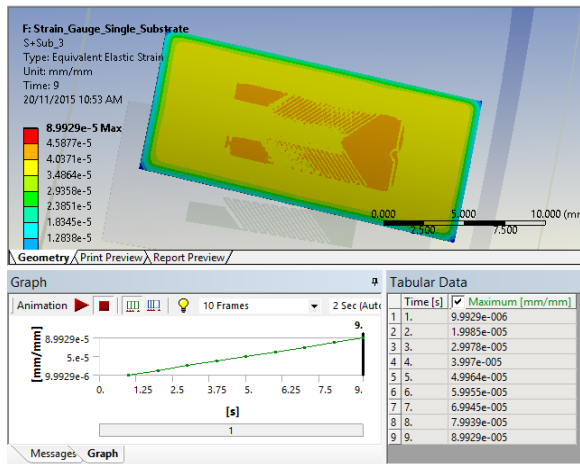 F: Strain_Gauge_Single_Substrate
S+Sub_3
Type: Equivalent Elastic Strain
Unit: mm/mm
Time: 9
20/11/2015 10:53 AM
8.9929e-5 Max
4.5877e-5
4.0371e-5
3.4864e-5
2.9358e-5
2.3851e-5
1.8345e-5
1.2838e-5
0.000 5.000 10.000 (mm
2.500 7.500
Geometry Print Preview Report Preview
Graph
Animation 10 Frames 2 Sec (Auto
9.
8.9929e-5
5.e-5
9.9929e-6
[mm/mm]
0. 1.25 2.5 3.75 5. 6.25 7.5 9.
[s]
1
Messages Graph
Tabular Data
Time [s] Maximum [mm/mm]
1 1. 9.9929e-006
2 2. 1.9985e-005
3 3. 2.9978e-005
4 4. 3.997e-005
5 5. 4.9964e-005
6 6. 5.9955e-005
7 7. 6.9945e-005
8 8. 7.9939e-005
9 9. 8.9929e-005